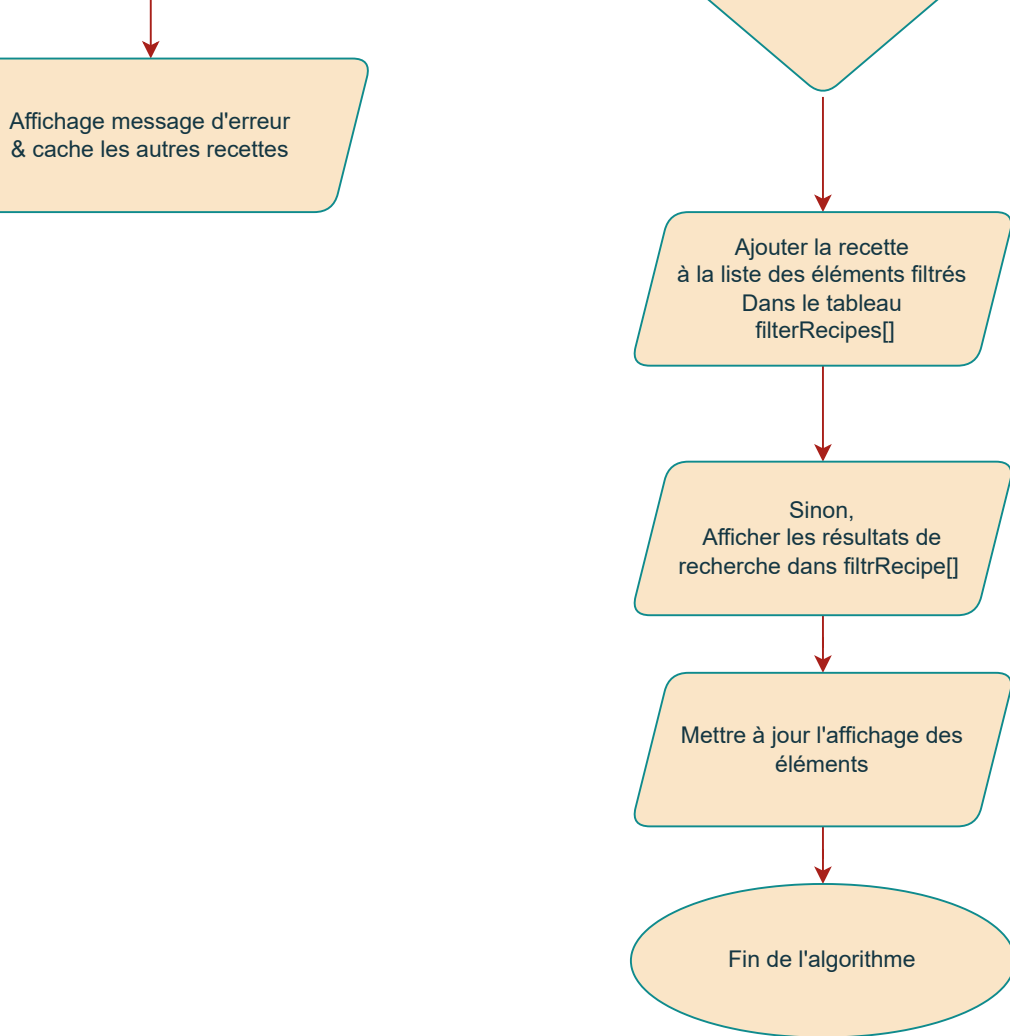 Affichage message d'erreur
& cache les autres recettes
Ajouter la recette
à la liste des éléments filtrés
Dans le tableau
filterRecipes[]
Sinon,
Afficher les résultats de
recherche dans filtrRecipe[]
Mettre à jour l'affichage des
éléments
Fin de l'algorithme